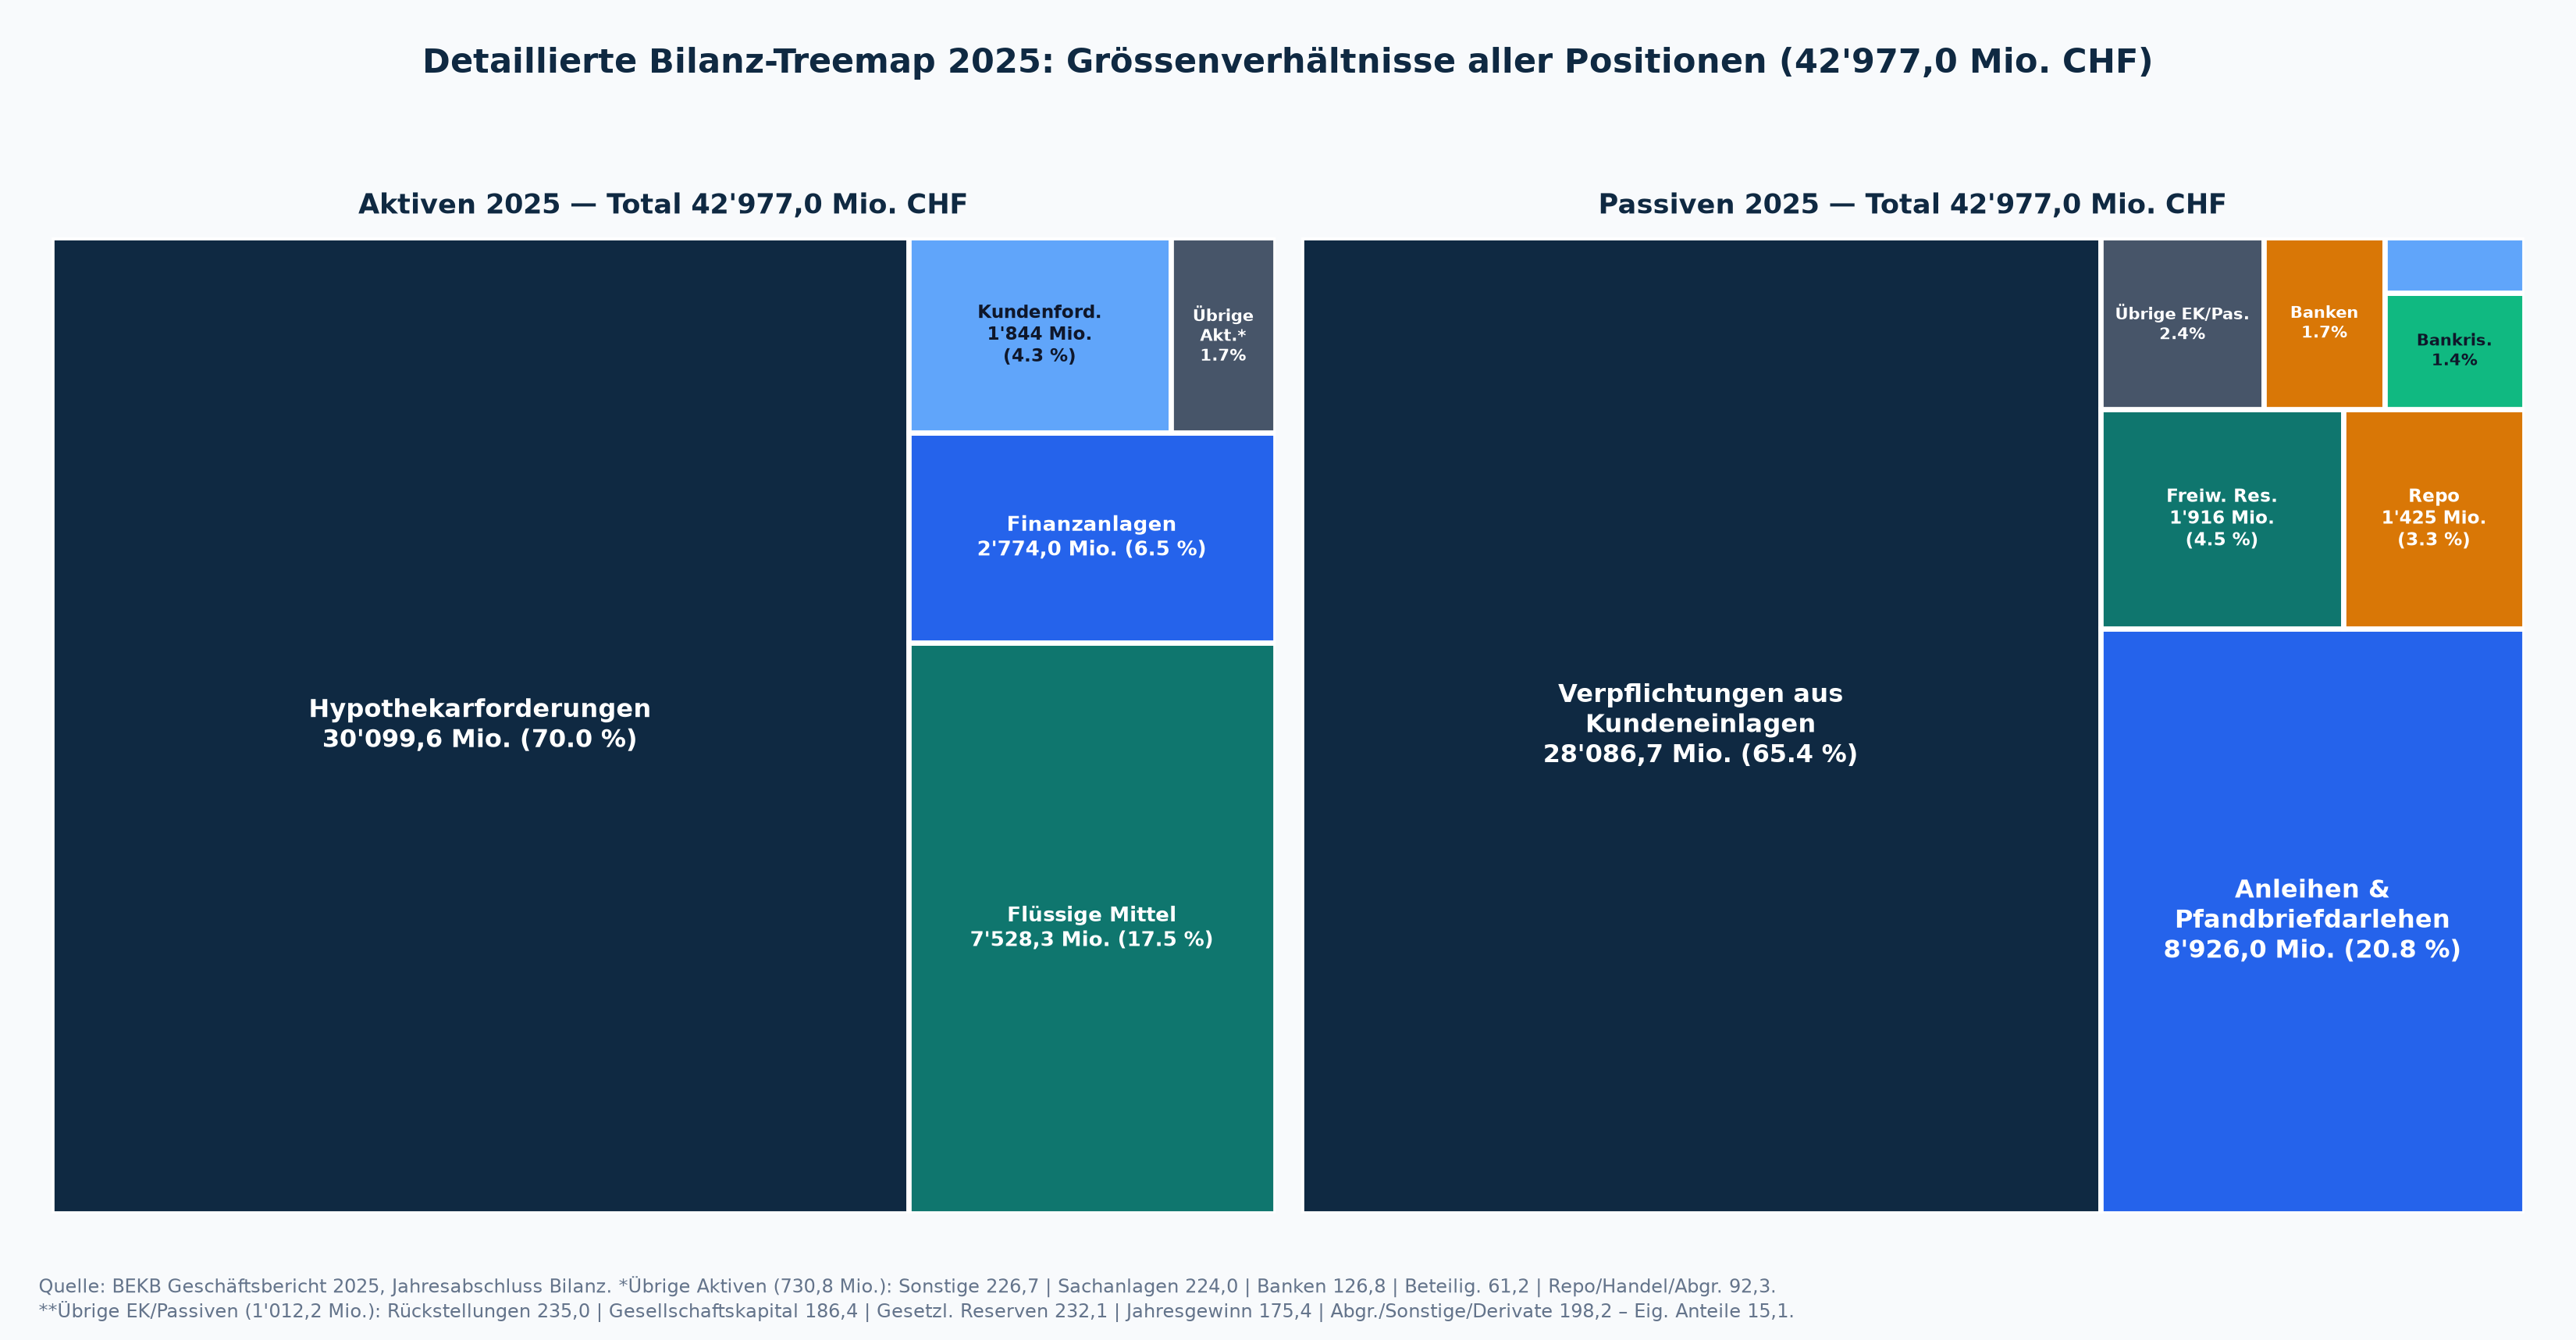 Detaillierte Bilanz-Treemap 2025: Grössenverhältnisse aller Positionen (42'977,0 Mio. CHF)
Aktiven 2025 — Total 42'977,0 Mio. CHF
Hypothekarforderungen
30'099,6 Mio. (70.0 %)
Kundenford.
1'844 Mio.
(4.3 %)
Übrige
Akt.*
1.7%
Finanzanlagen
2'774,0 Mio. (6.5 %)
Flüssige Mittel
7'528,3 Mio. (17.5 %)
Passiven 2025 — Total 42'977,0 Mio. CHF
Verpflichtungen aus
Kundeneinlagen
28'086,7 Mio. (65.4 %)
Übrige EK/Pas.
2.4%
Banken
1.7%
Bankris.
1.4%
Freiw. Res.
1'916 Mio.
(4.5 %)
Repo
1'425 Mio.
(3.3 %)
Anleihen &
Pfandbriefdarlehen
8'926,0 Mio. (20.8 %)
Quelle: BEKB Geschäftsbericht 2025, Jahresabschluss Bilanz. *Übrige Aktiven (730,8 Mio.): Sonstige 226,7 | Sachanlagen 224,0 | Banken 126,8 | Beteilig. 61,2 | Repo/Handel/Abgr. 92,3.
**Übrige EK/Passiven (1'012,2 Mio.): Rückstellungen 235,0 | Gesellschaftskapital 186,4 | Gesetzl. Reserven 232,1 | Jahresgewinn 175,4 | Abgr./Sonstige/Derivate 198,2 – Eig. Anteile 15,1.